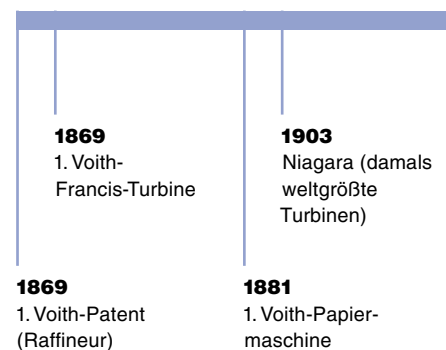 1869
1. Voith-
Francis-Turbine
1903
Niagara (damals
weltgrößte
Turbinen)
1869
1. Voith-Patent
(Raffineur)
1881
1. Voith-Papier-
maschine